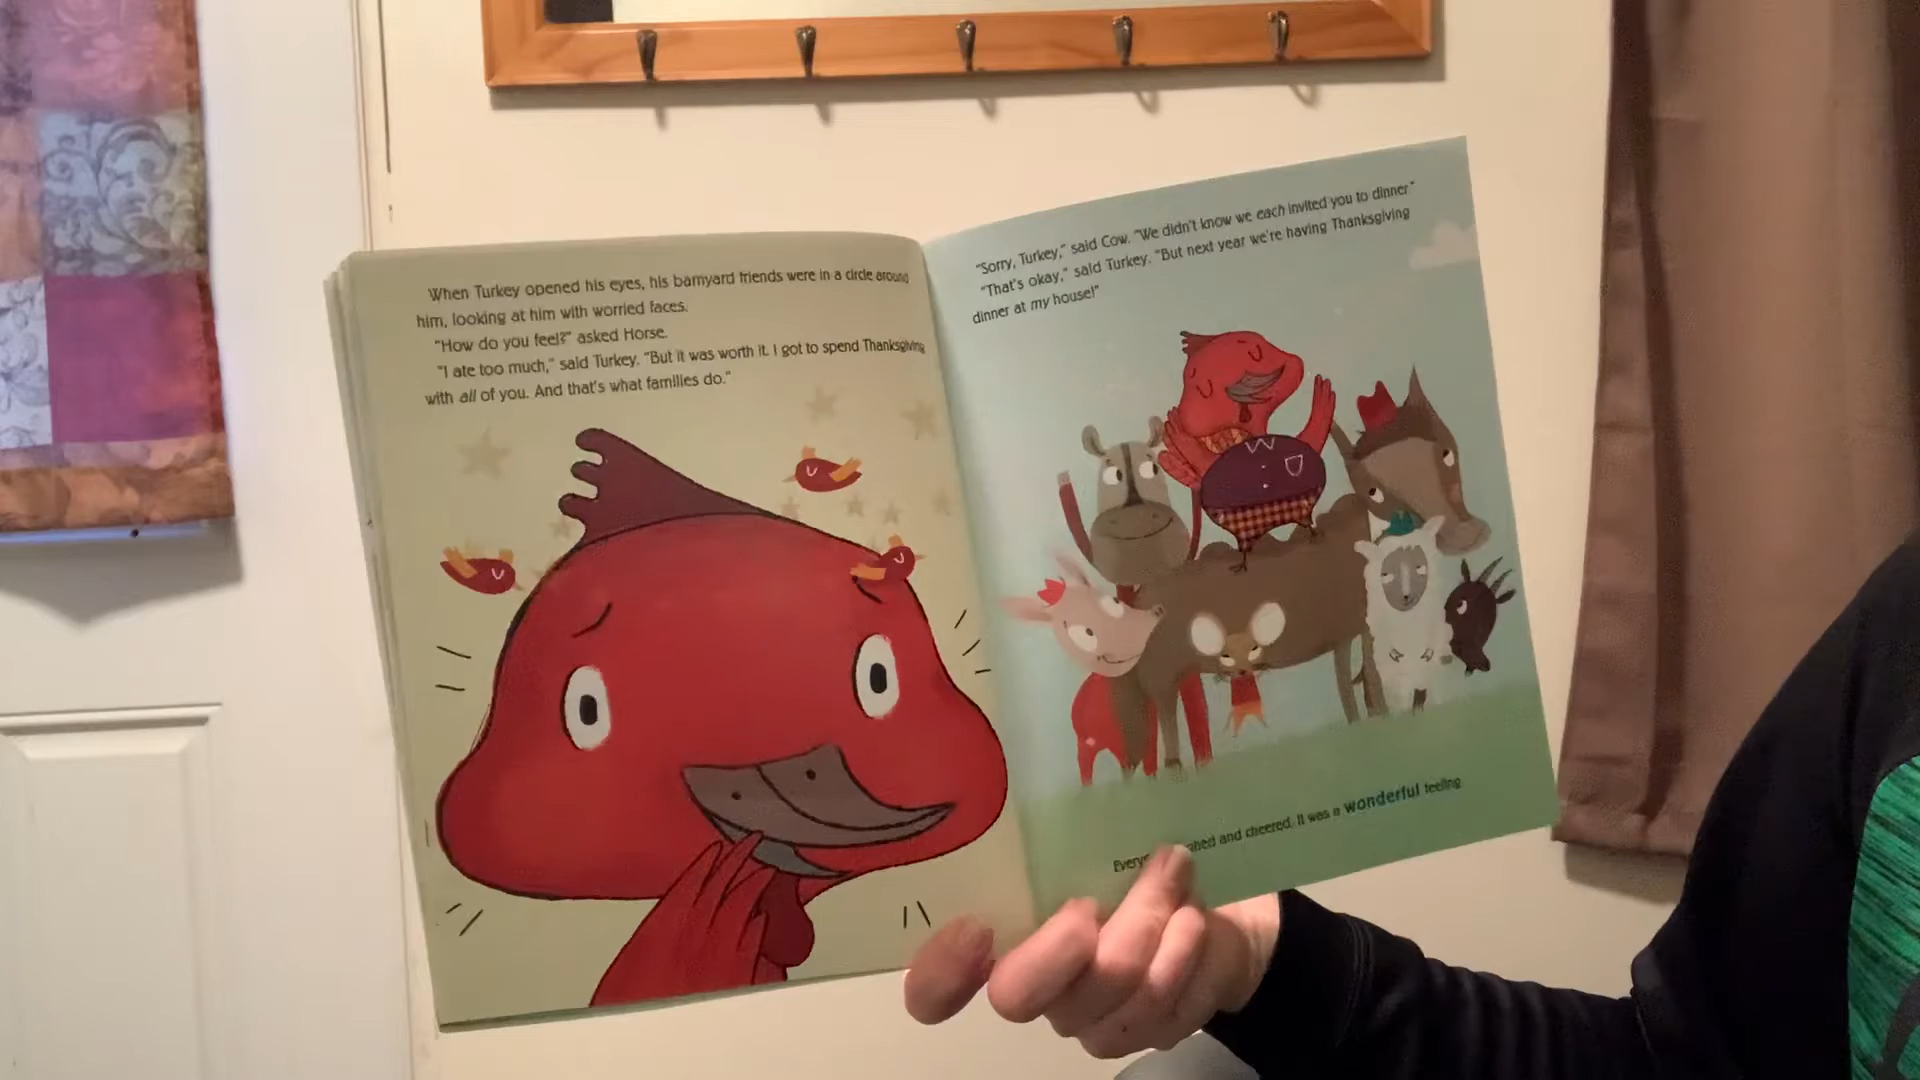 When Turkey opened his eyes, his barnyard friends were in a circle around
him, looking at him with worried faces.
"How do you feel?" asked Horse.
"I ate too much," said Turkey. "But it was worth it. I got to spend Thanksgiving
with all of you. And that's what families do."
"Sorry, Turkey," said Cow. "We didn't know we each invited you to dinner."
"That's okay," said Turkey. "But next year we're having Thanksgiving
dinner at my house!"
and cheered. It was a wonderful feeling